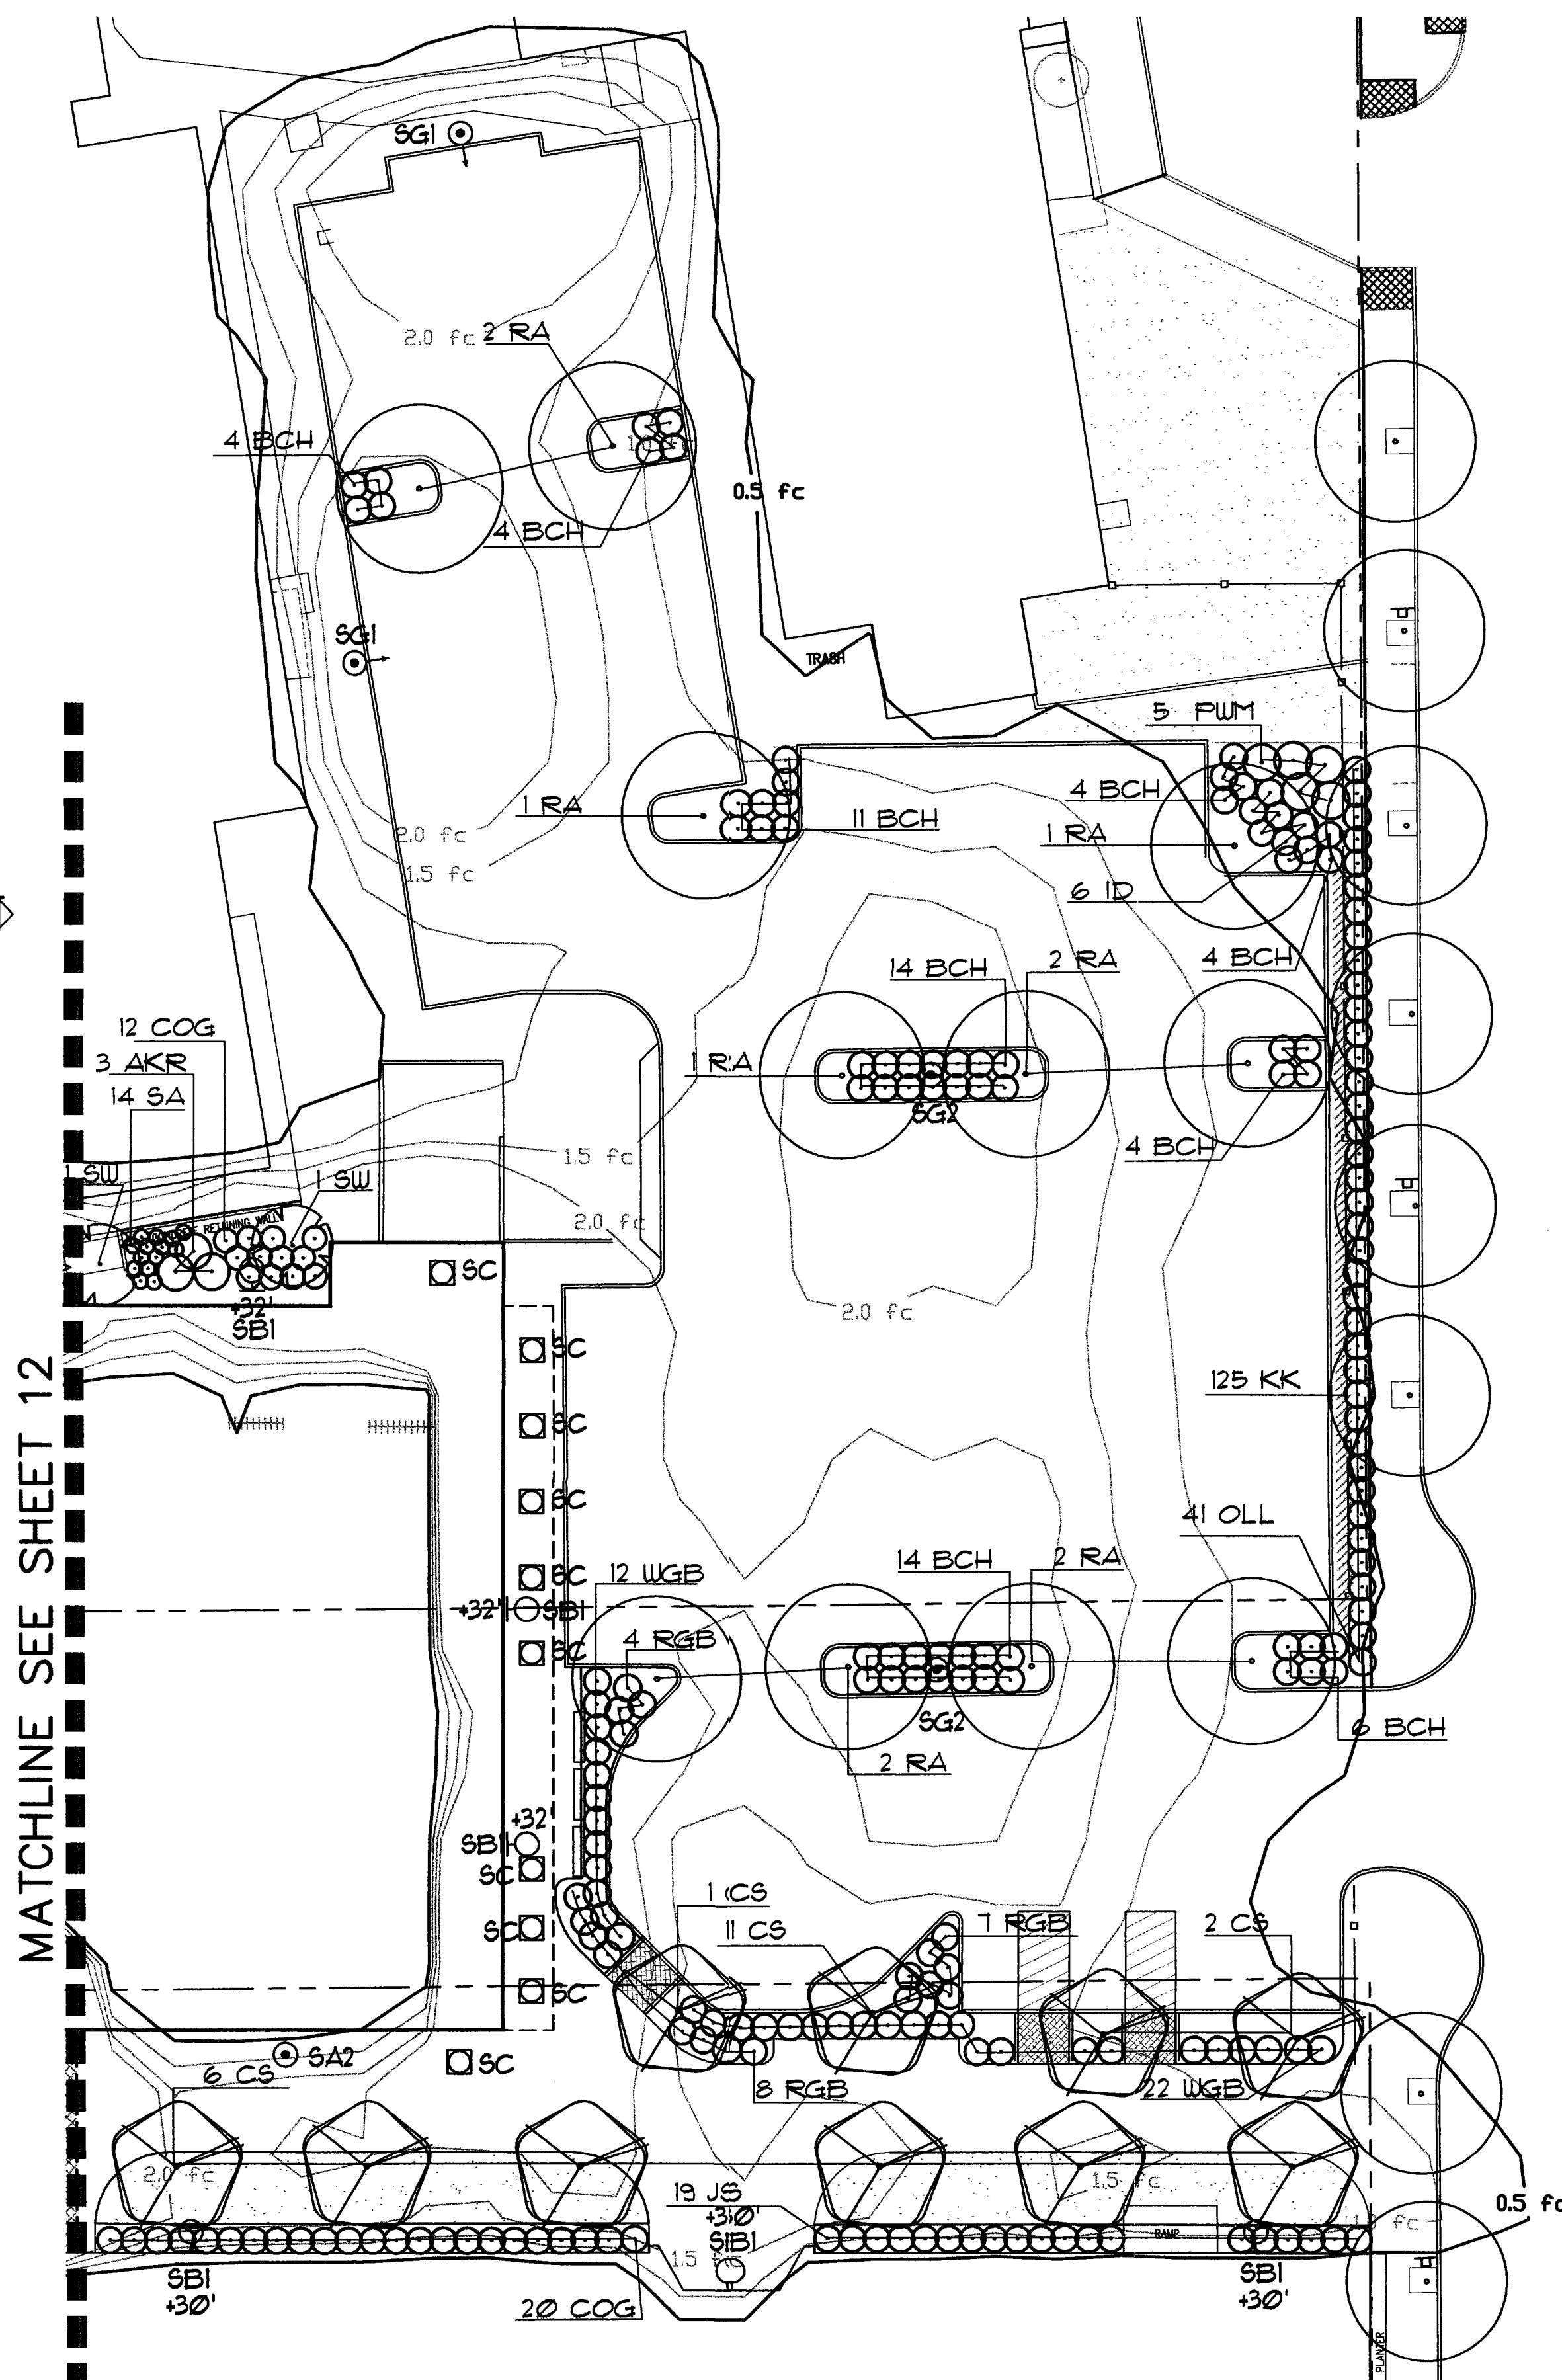 SG1
2.0 fc
2 RA
4 BCH
0.5 fc
4 BCH
SG1
TRASH
5 PWM
4 BCH
1 RA
11 BCH
2.0 fc
1 RA
1.5 fc
6 ID
14 BCH
2 RA
4 BCH
12 COG
3 AKR
14 SA
1 RA
SG2
4 BCH
1.5 fc
1 SW
1 SW
RETAINING WALL
2.0 fc
SC
+32'
SB1
2.0 fc
SC
125 KK
SC
SC
41 OLL
14 BCH
2 RA
12 WGB
SC
+32'
SB1
4 RGB
SC
SG2
6 BCH
2 RA
+32'
SB1
SC
1 CS
11 CS
7 RGB
2 CS
SC
SC
SA2
SC
6 CS
8 RGB
22 WGB
2.0 fc
1.5 fc
19 JS
+30'
SB1
RAMP
0.5 fc
fc
1.5 fc
SB1
+30'
SB1
+30'
20 COG
PLANTER
MATCHLINE SEE SHEET 12